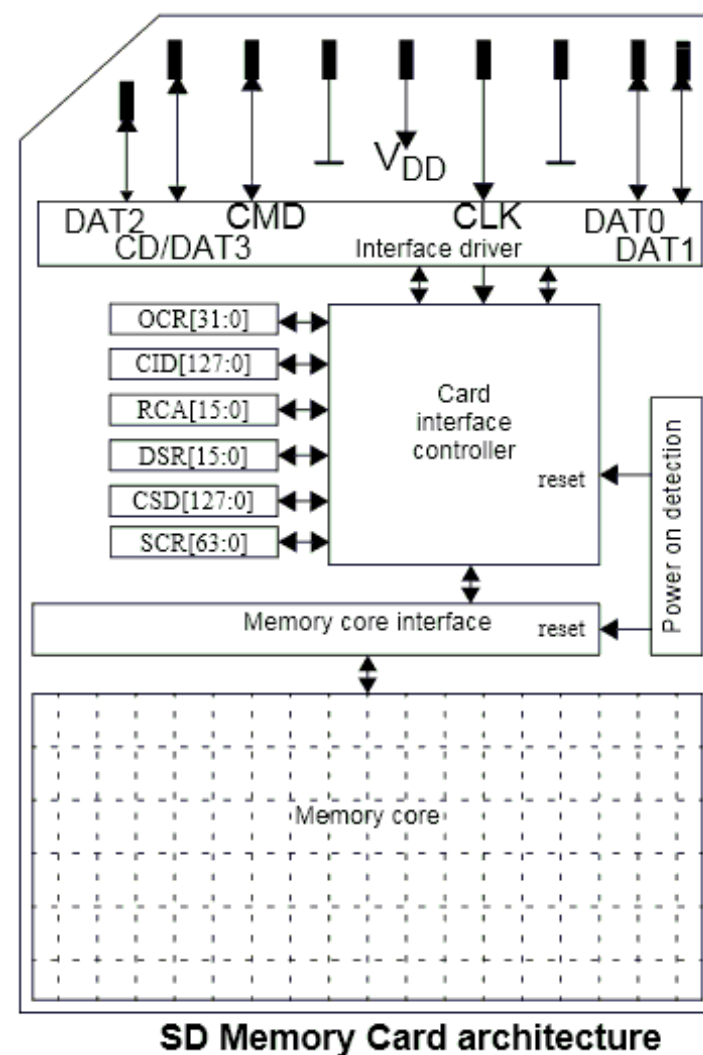 V DD
DAT2 CMD CLK DAT0
CD/DAT3 Interface driver DAT1
OCR[31:0]
CID[127:0]
RCA[15:0]
DSR[15:0]
CSD[127:0]
SCR[63:0]
Card
interface
controller
reset
Power on detection
Memory core interface reset
Memory core
SD Memory Card architecture